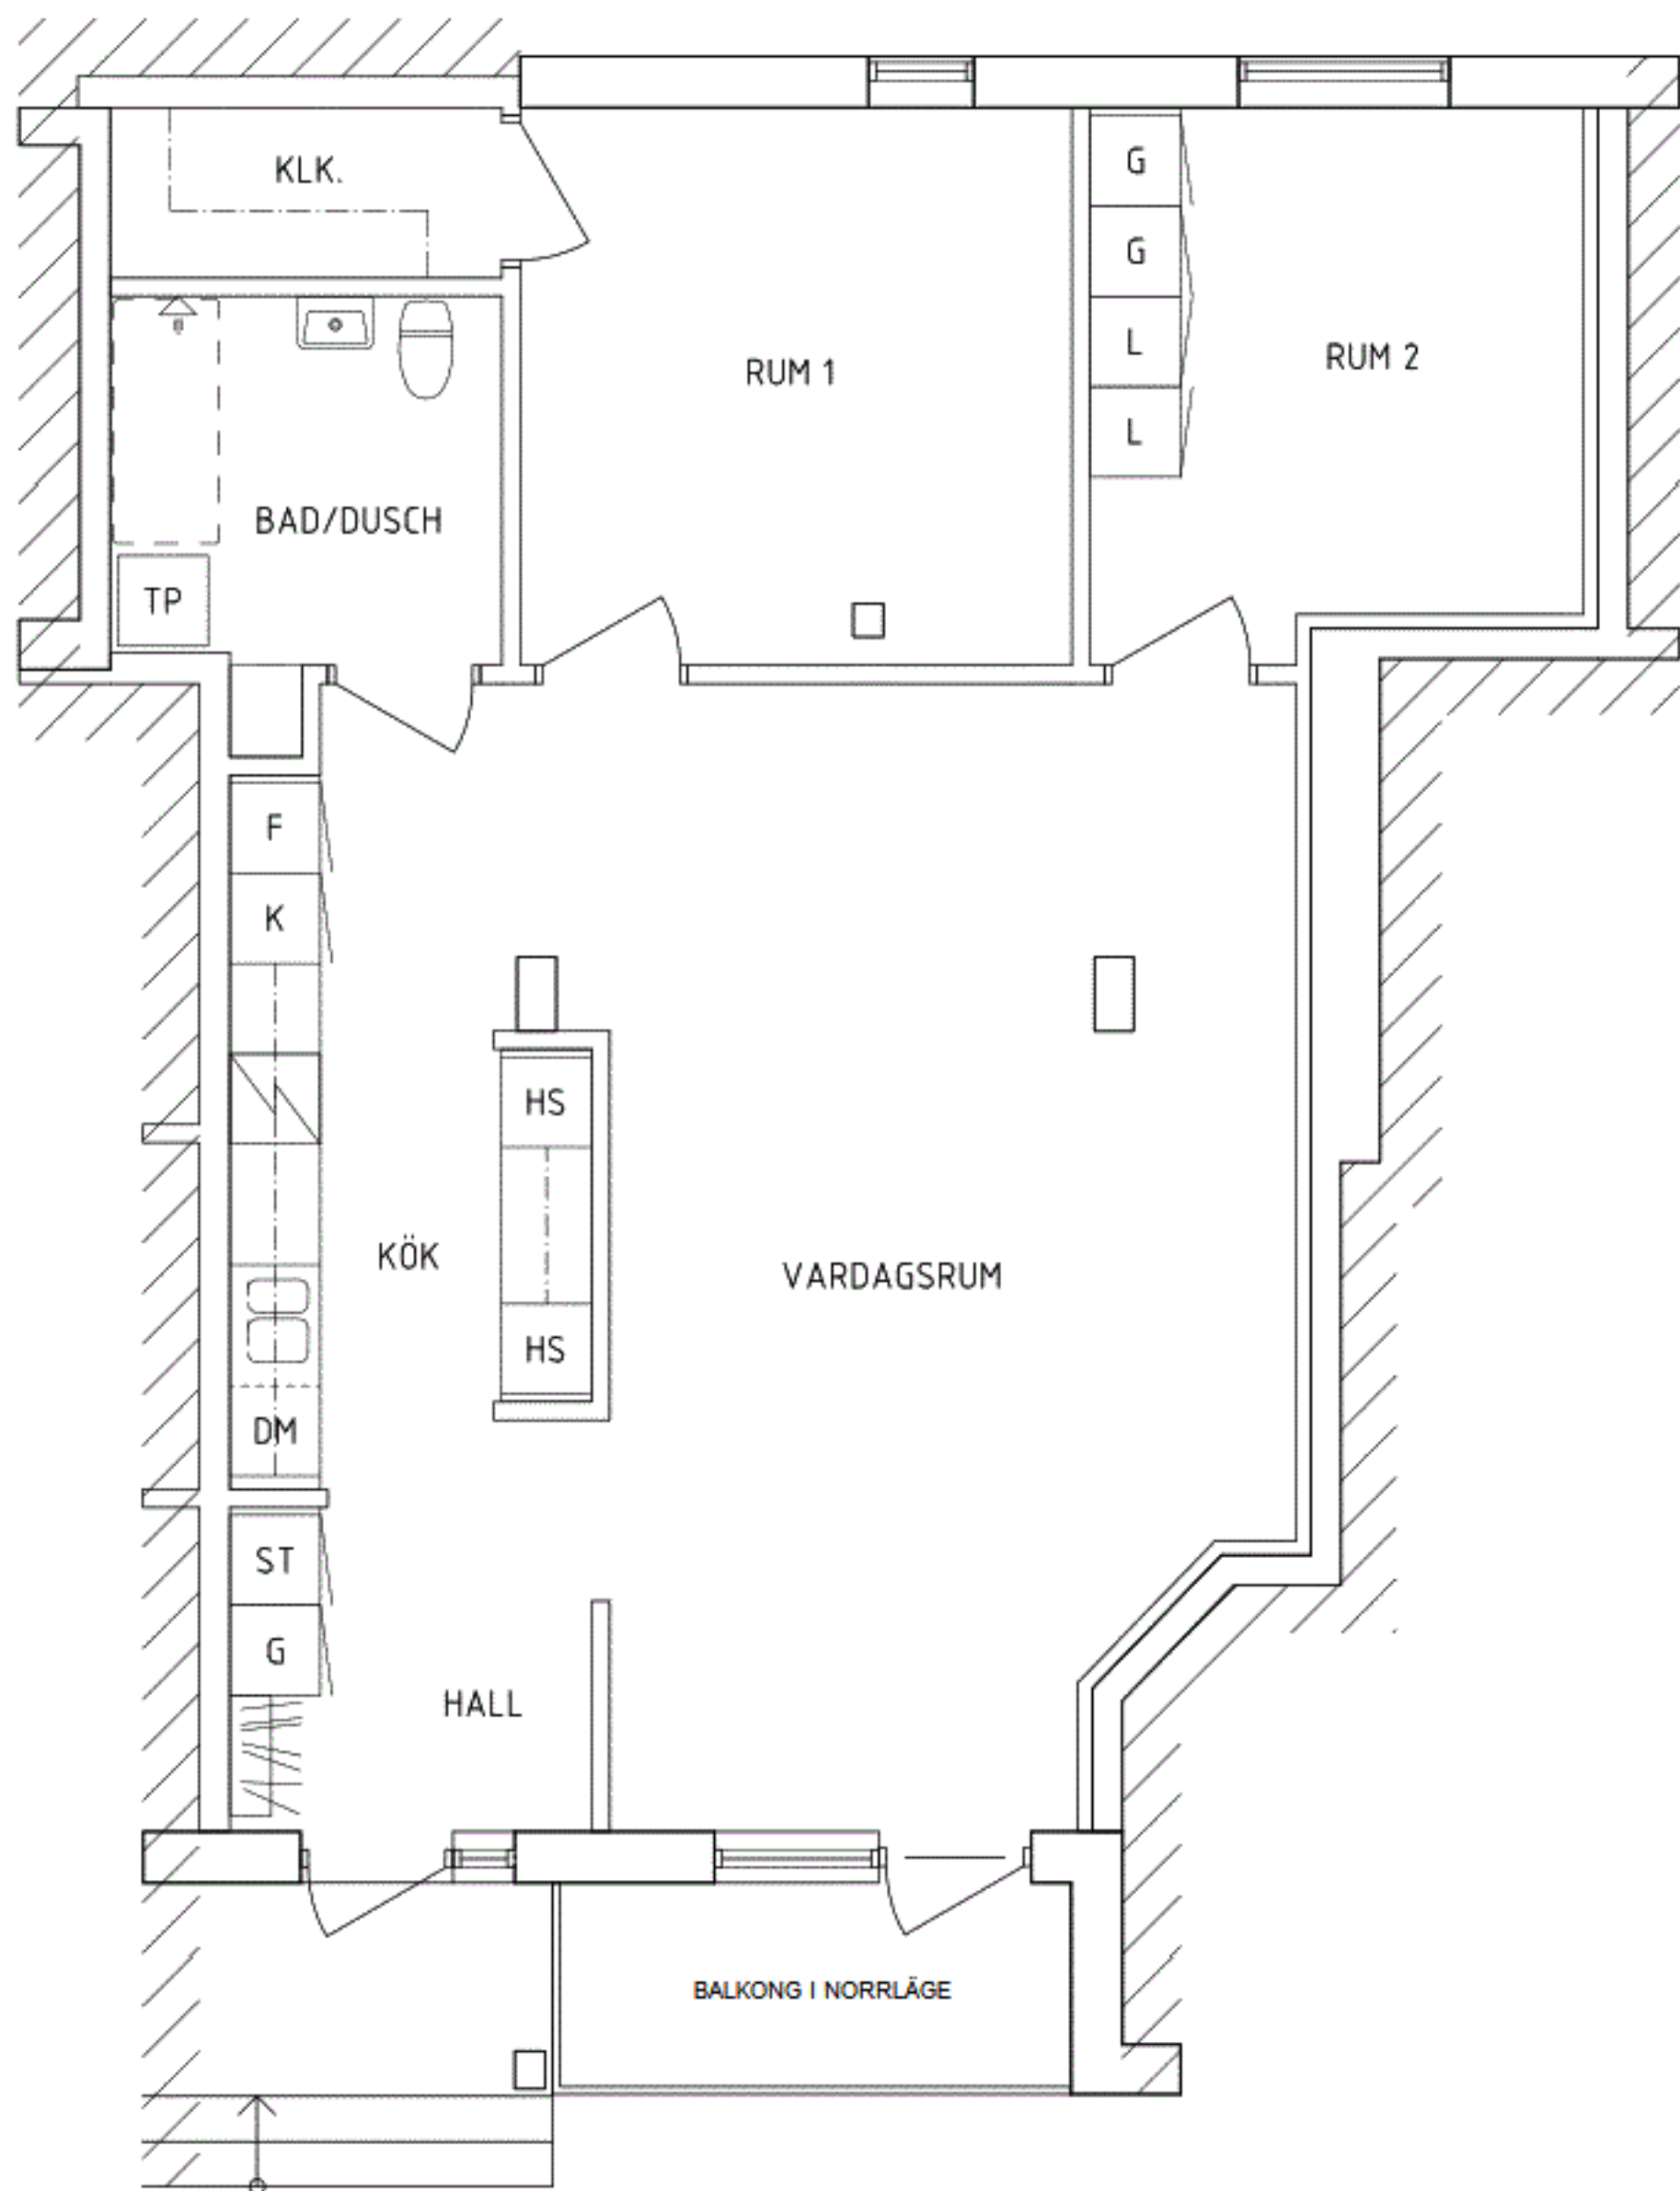 KLK.
G
G
L
L
RUM 1
RUM 2
BAD/DUSCH
TP
F
K
HS
KÖK
VARDAGSRUM
HS
DM
ST
G
HALL
BALKONG I NORRLÄGE